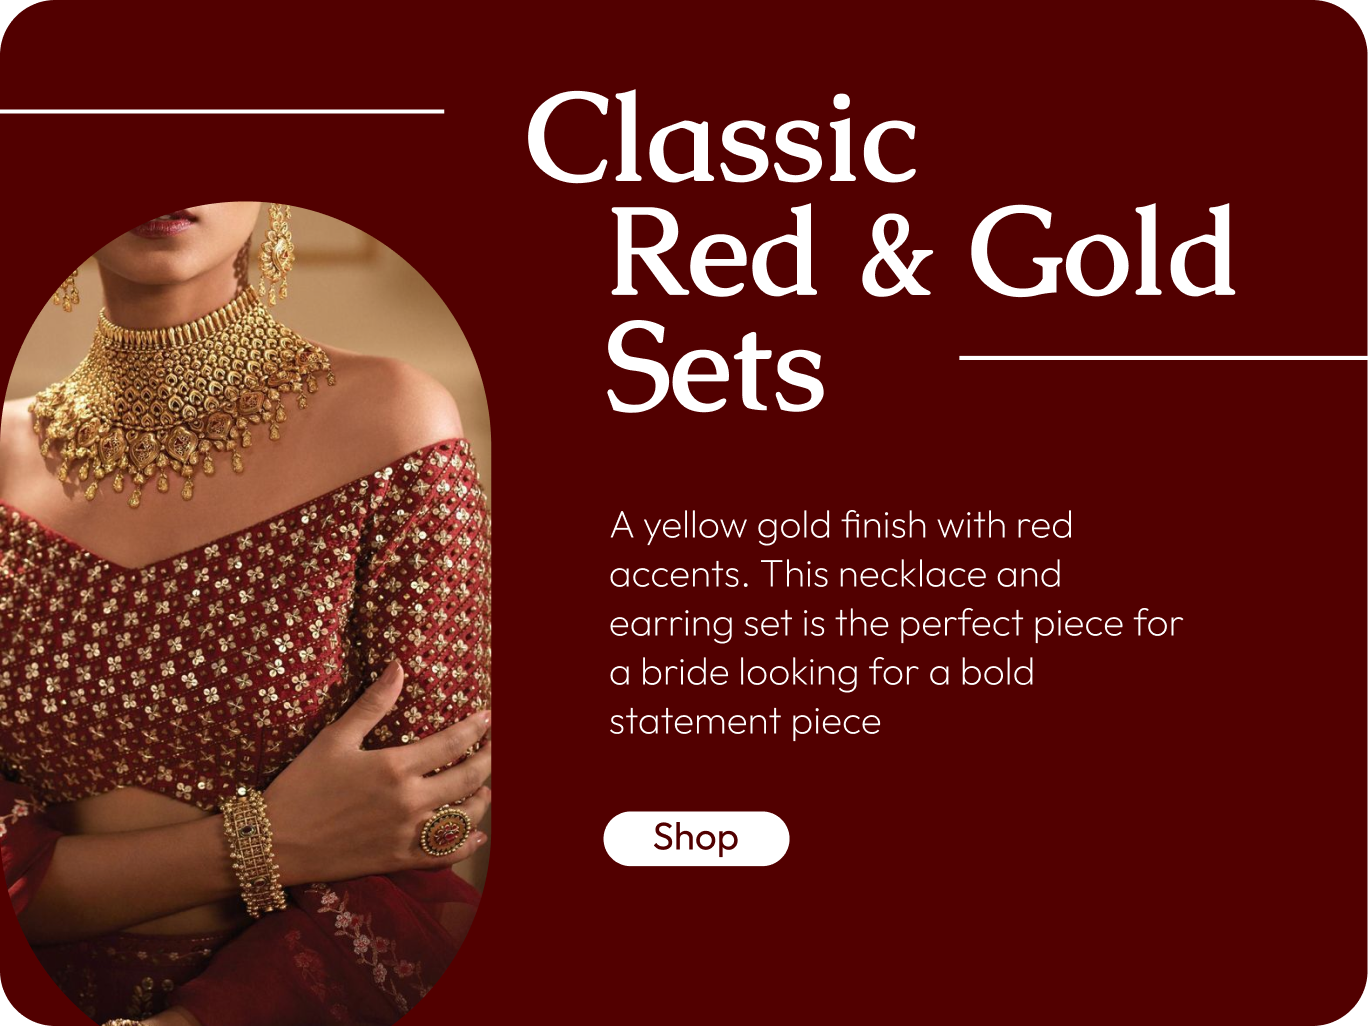 Classic
Red & Gold
Sets
A yellow gold finish with red
accents. This necklace and
earring set is the perfect piece for
a bride looking for a bold
statement piece
Shop